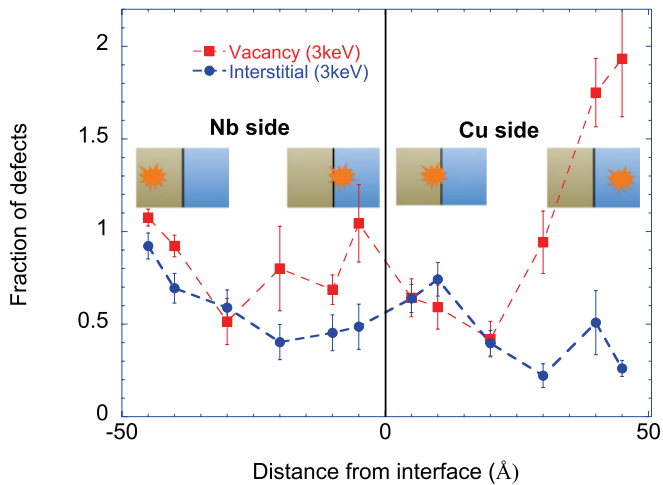 2
Vacancy (3keV)
Interstitial (3keV)
1.5
Nb side
Cu side
Fraction of defects
1
0.5
0
-50
0
50
Distance from interface (Å)